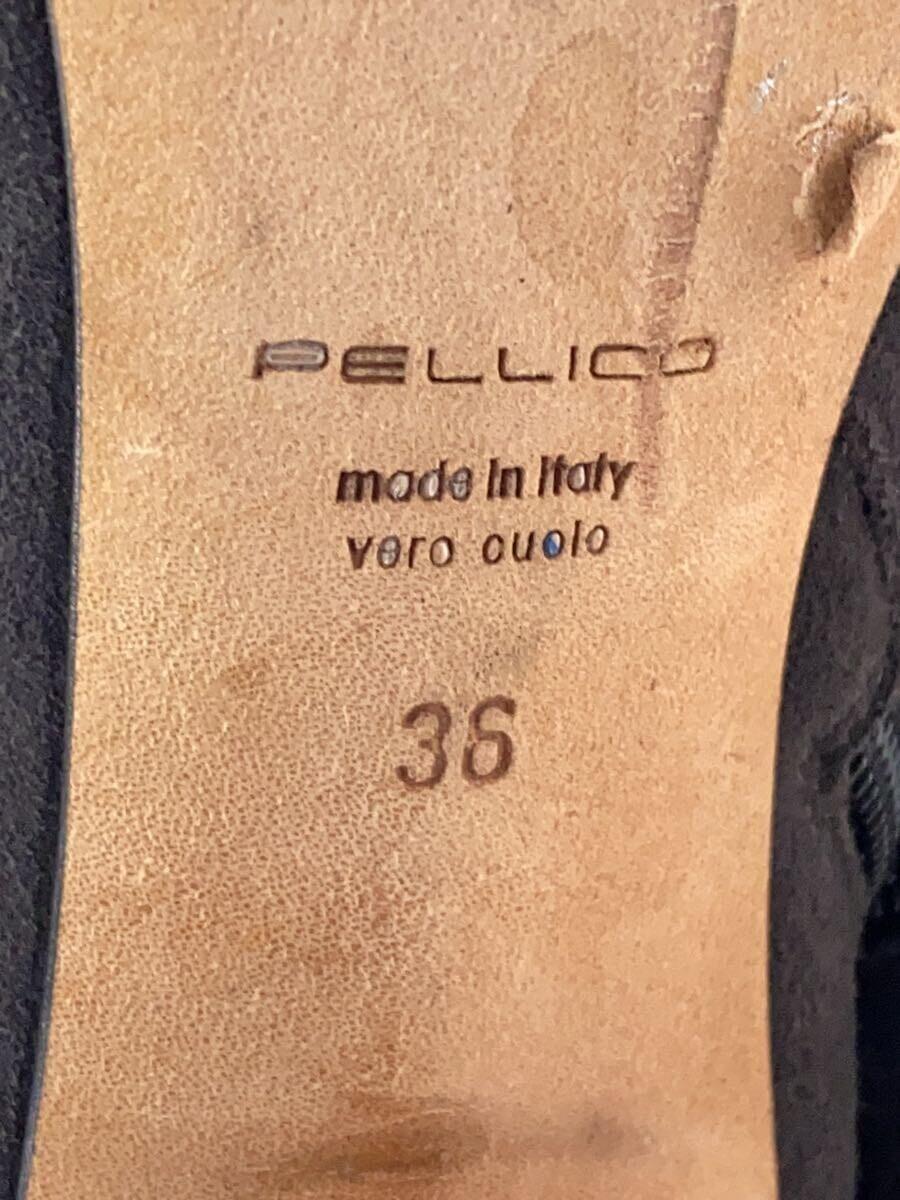 PELLICO
made in Italy
vero cuoio
36